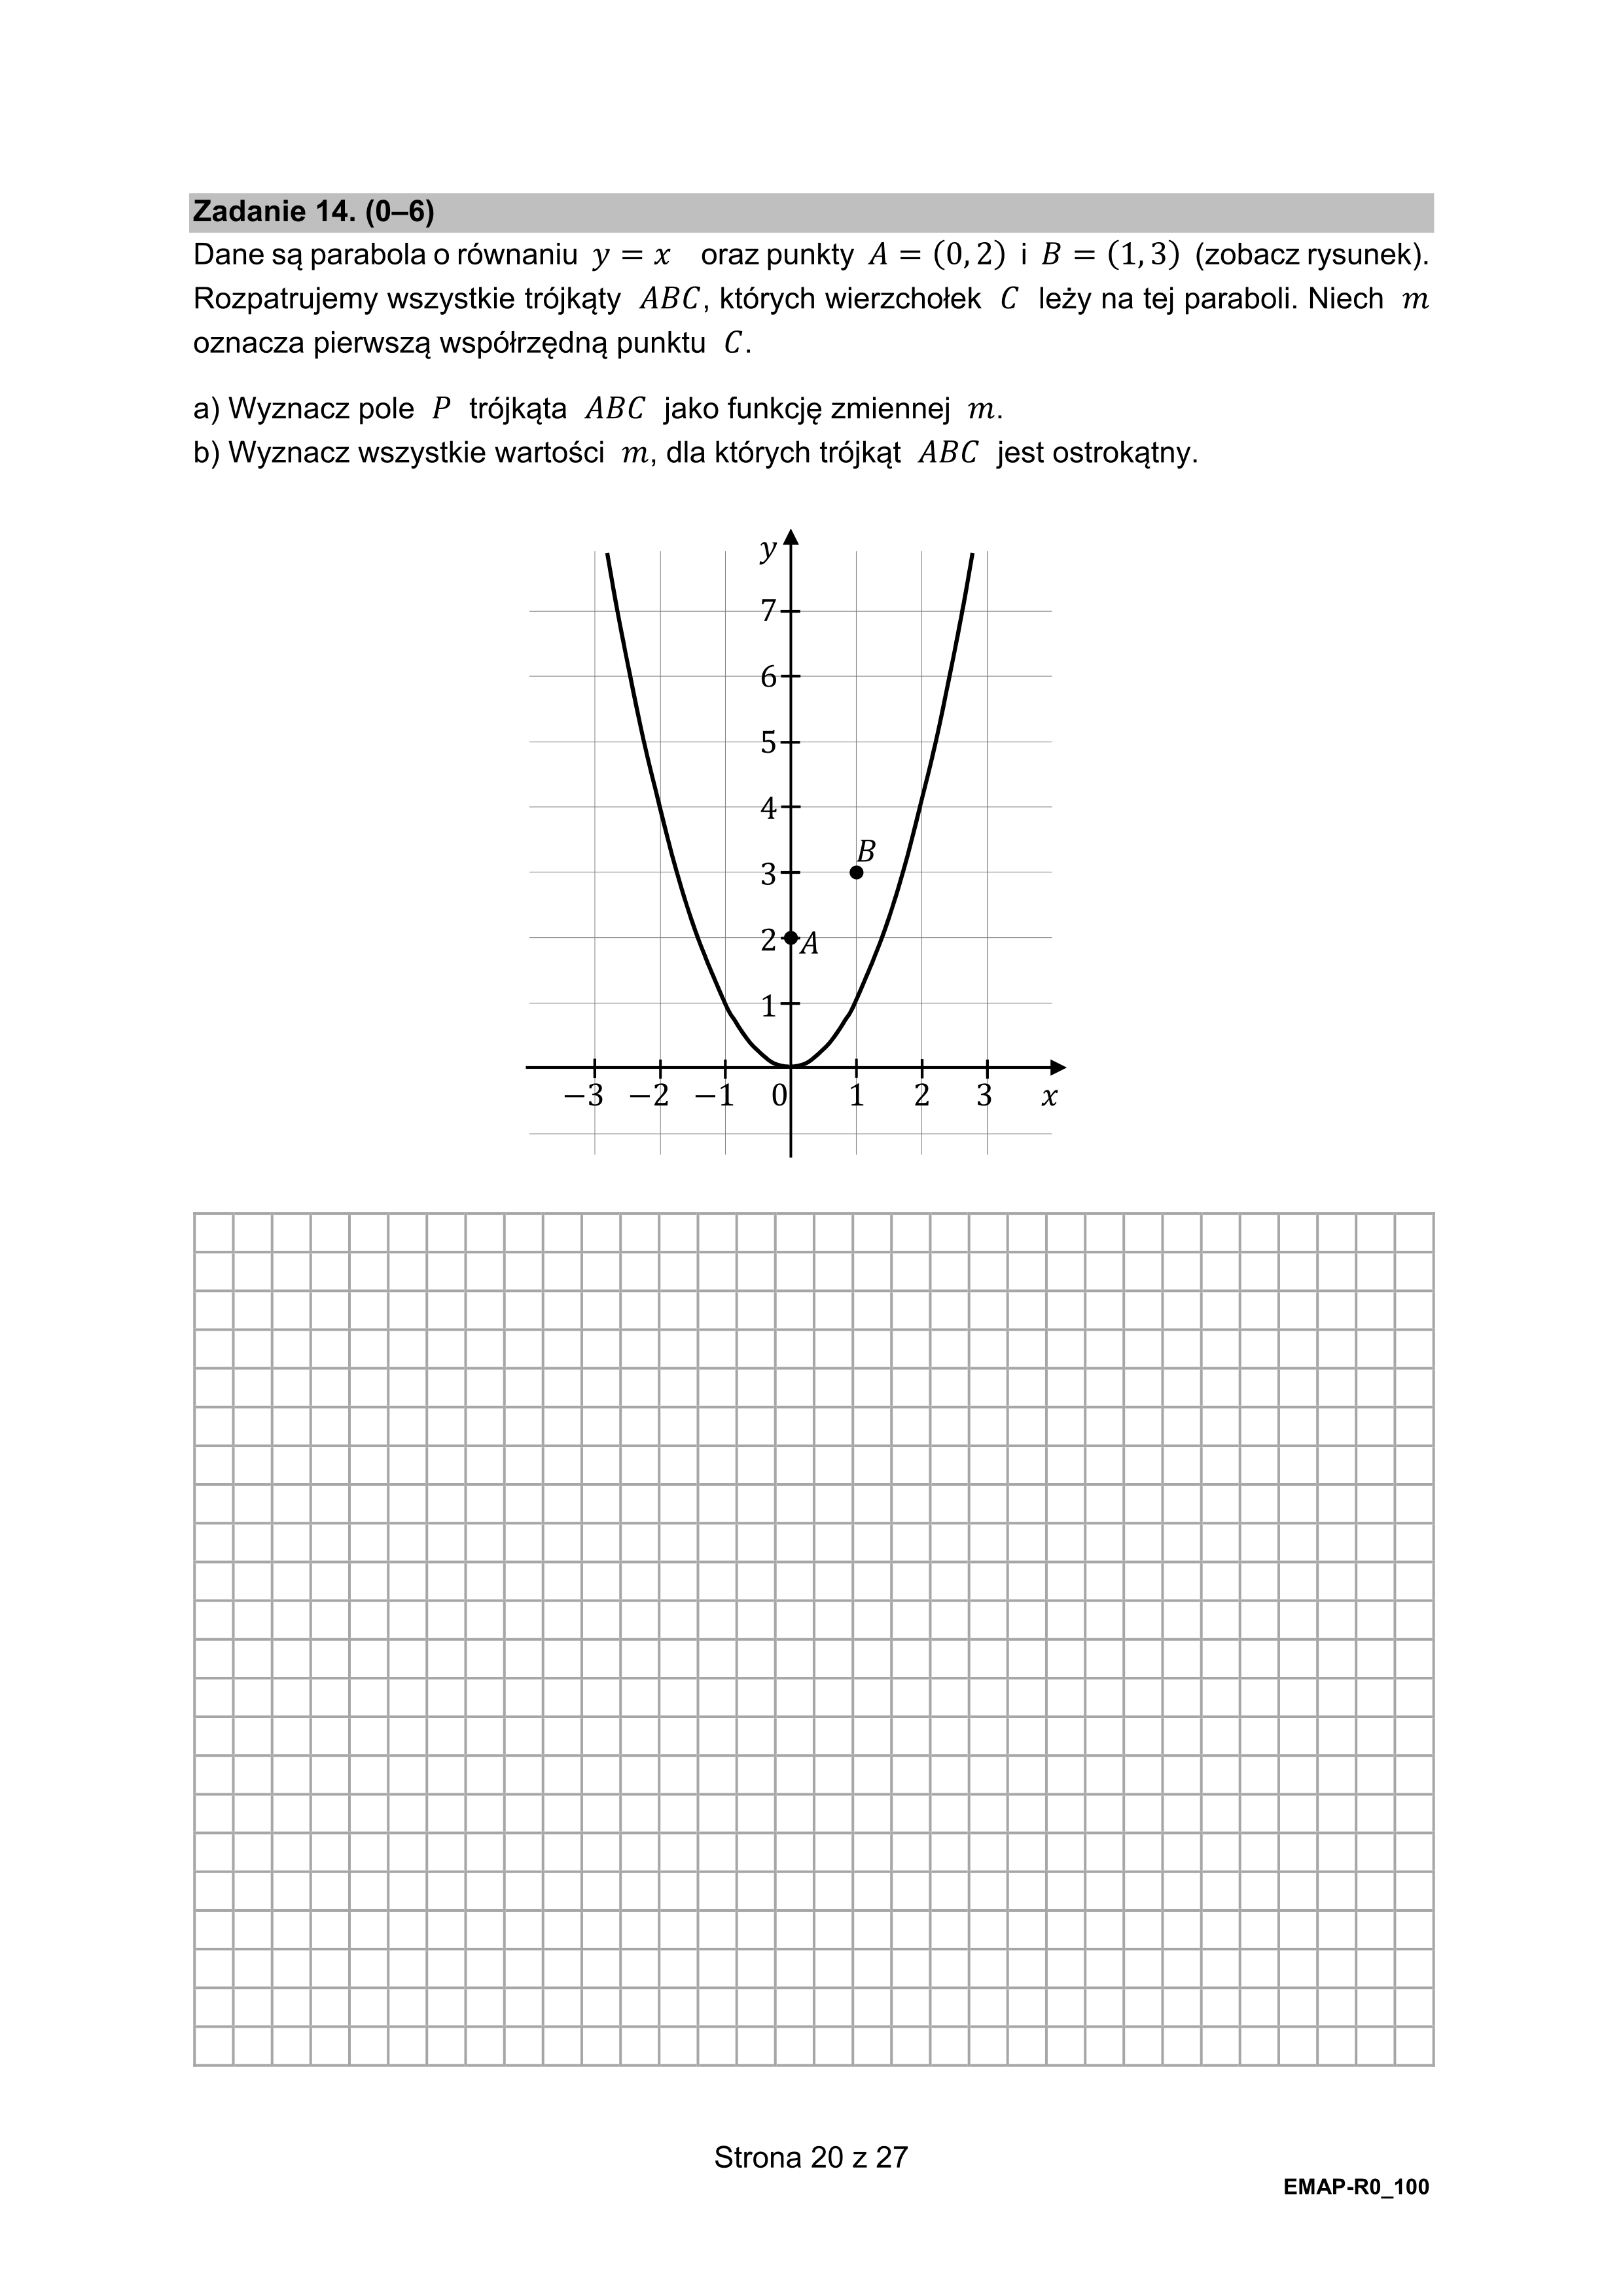 Zadanie 14. (0–6)
Dane są parabola o równaniu y = x oraz punkty A = (0, 2) i B = (1, 3) (zobacz rysunek).
Rozpatrujemy wszystkie trójkąty ABC, których wierzchołek C leży na tej paraboli. Niech m
oznacza pierwszą współrzędną punktu C.
a) Wyznacz pole P trójkąta ABC jako funkcję zmiennej m.
b) Wyznacz wszystkie wartości m, dla których trójkąt ABC jest ostrokątny.
y
7
6
5
4
B
3
2 A
1
−3 −2 −1 0 1 2 3 x
Strona 20 z 27
EMAP-R0_100